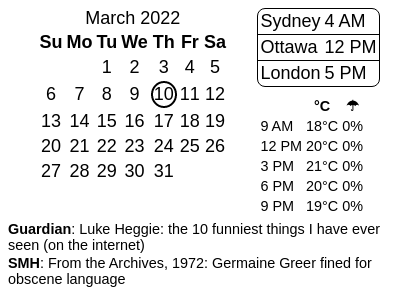 March 2022
Su Mo Tu We Th Fr Sa
1 2 3 4 5
6 7 8 9 10 11 12
13 14 15 16 17 18 19
20 21 22 23 24 25 26
27 28 29 30 31
Sydney 4 AM
Ottawa 12 PM
London 5 PM
°C ☂
9 AM 18°C 0%
12 PM 20°C 0%
3 PM 21°C 0%
6 PM 20°C 0%
9 PM 19°C 0%
Guardian: Luke Heggie: the 10 funniest things I have ever
seen (on the internet)
SMH: From the Archives, 1972: Germaine Greer fined for
obscene language